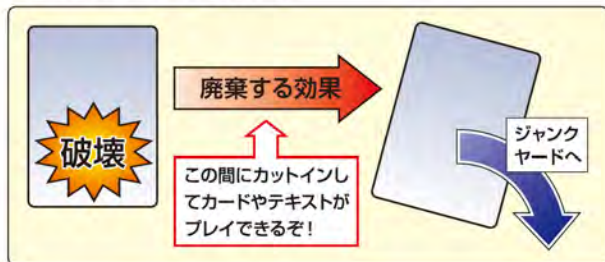 破壊
廃棄する効果
この間にカットインし
てカードやテキストが
プレイできるぞ！
ジャンク
ヤードへ